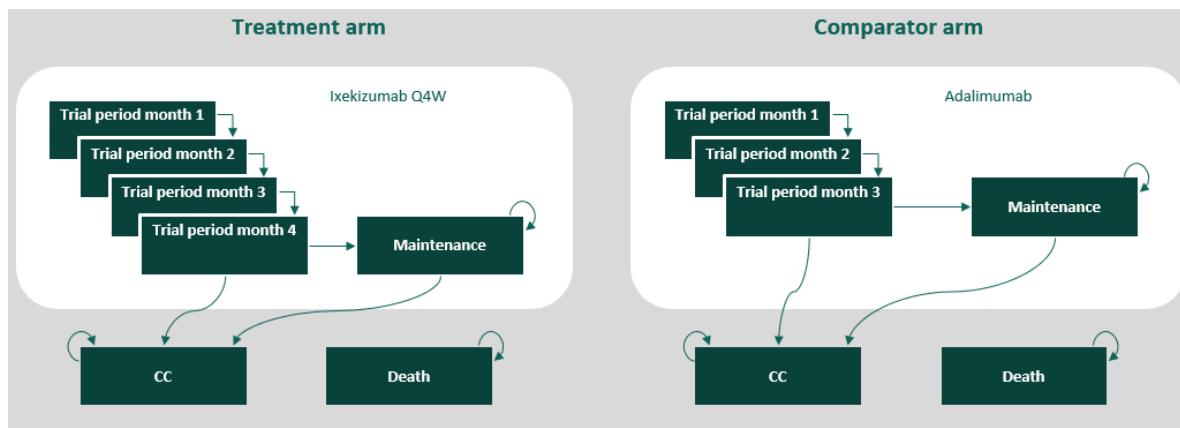 Treatment arm
Ixekizumab Q4W
Trial period month 1
Trial period month 2
Trial period month 3
Trial period month 4
Maintenance
CC
Death
Comparator arm
Adalimumab
Trial period month 1
Trial period month 2
Trial period month 3
Maintenance
CC
Death